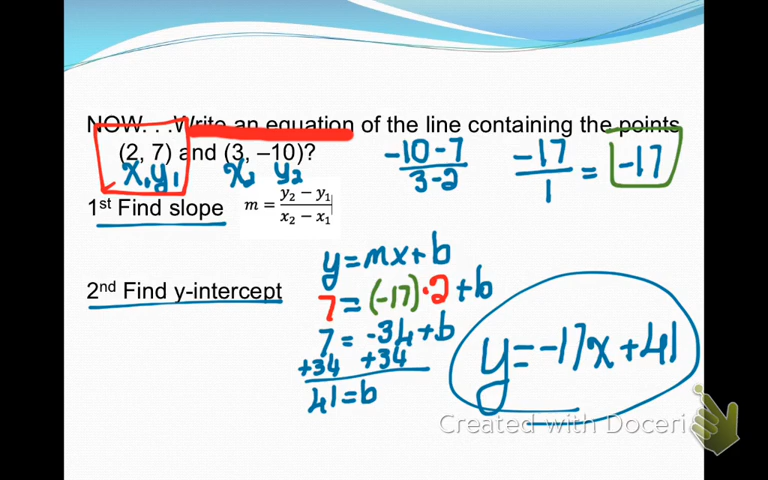 NOW. . .Write an equation of the line containing the points
(2, 7) and (3, –10)?
x₁ y₁ x₂ y₂
-10-7
3-2
-17
1
= -17
1st Find slope
m = y₂ − y₁
x₂ − x₁
2nd Find y-intercept
y=mx+b
7 = (-17)·2 +b
7 = -34+b
+34 +34
41=b
y=-17x+41
Created with Doceri